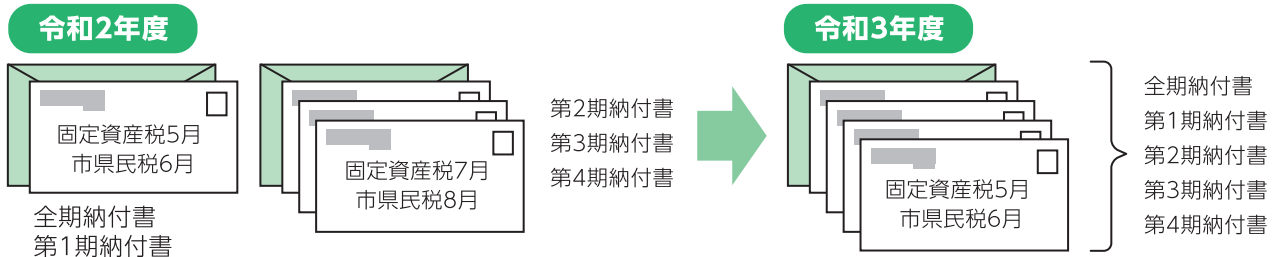 令和2年度
固定資産税5月
市県民税6月
全期納付書
第1期納付書
固定資産税7月
市県民税8月
第2期納付書
第3期納付書
第4期納付書
令和3年度
固定資産税5月
市県民税6月
全期納付書
第1期納付書
第2期納付書
第3期納付書
第4期納付書